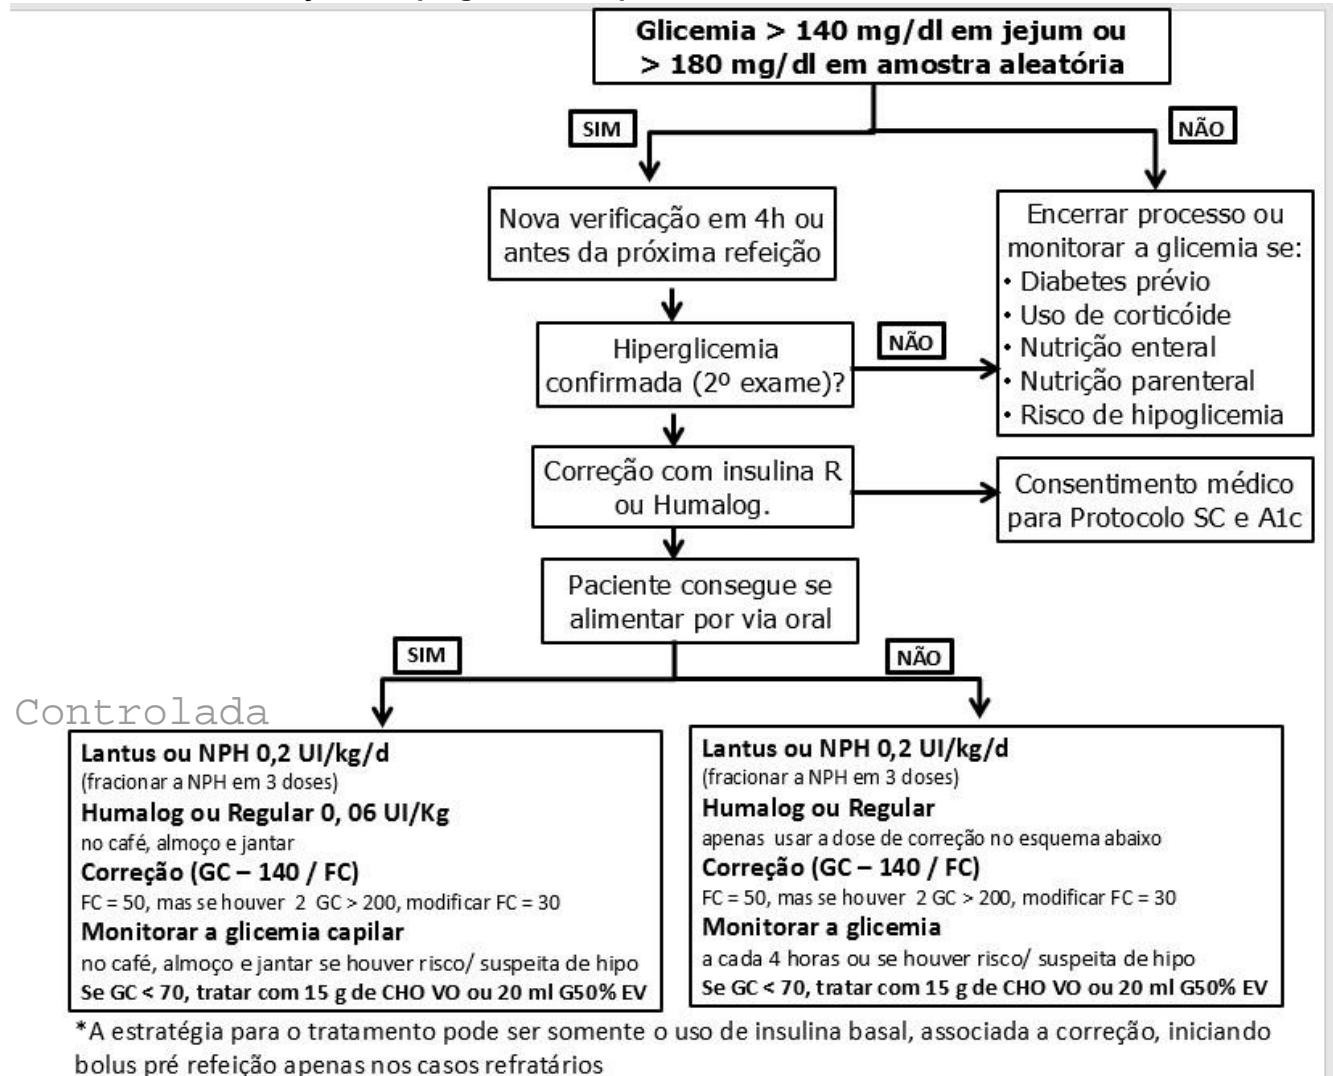 Glicemia > 140 mg/dl em jejum ou
> 180 mg/dl em amostra aleatória
SIM
NÃO
Nova verificação em 4h ou
antes da próxima refeição
Encerrar processo ou
monitorar a glicemia se:
• Diabetes prévio
• Uso de corticóide
• Nutrição enteral
• Nutrição parenteral
• Risco de hipoglicemia
Hiperglicemia
confirmada (2º exame)?
NÃO
Correção com insulina R
ou Humalog.
Consentimento médico
para Protocolo SC e A1c
Paciente consegue se
alimentar por via oral
SIM
NÃO
Controlada
Lantus ou NPH 0,2 UI/kg/d
(fracionar a NPH em 3 doses)
Humalog ou Regular 0, 06 UI/Kg
no café, almoço e jantar
Correção (GC – 140 / FC)
FC = 50, mas se houver 2 GC > 200, modificar FC = 30
Monitorar a glicemia capilar
no café, almoço e jantar se houver risco/ suspeita de hipo
Se GC < 70, tratar com 15 g de CHO VO ou 20 ml G50% EV
Lantus ou NPH 0,2 UI/kg/d
(fracionar a NPH em 3 doses)
Humalog ou Regular
apenas usar a dose de correção no esquema abaixo
Correção (GC – 140 / FC)
FC = 50, mas se houver 2 GC > 200, modificar FC = 30
Monitorar a glicemia
a cada 4 horas ou se houver risco/ suspeita de hipo
Se GC < 70, tratar com 15 g de CHO VO ou 20 ml G50% EV
*A estratégia para o tratamento pode ser somente o uso de insulina basal, associada a correção, iniciando
bolus pré refeição apenas nos casos refratários